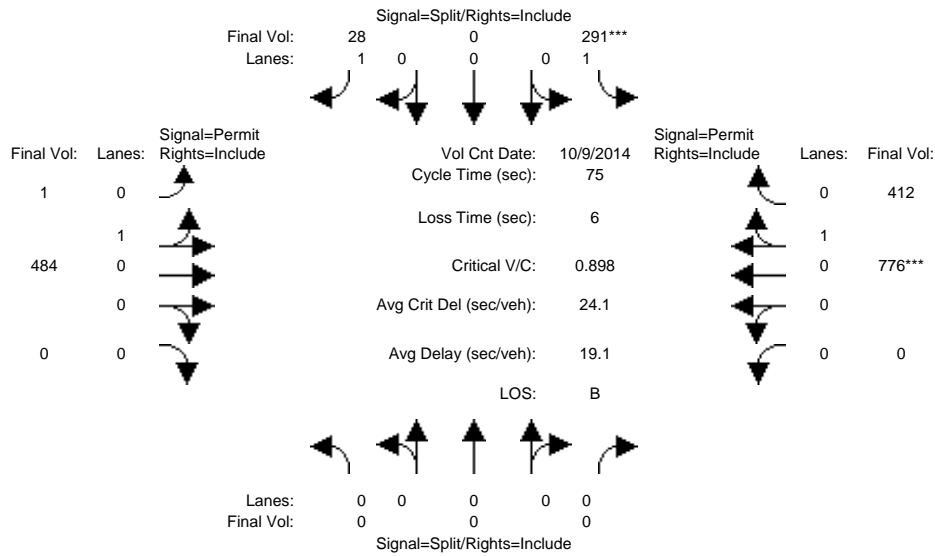 Signal=Split/Rights=Include
Final Vol: 28 0 291***
Lanes: 1 0 0 0 1
Signal=Permit Signal=Permit
Final Vol: Lanes: Rights=Include Vol Cnt Date: 10/9/2014 Rights=Include Lanes: Final Vol:
Cycle Time (sec): 75
1 0 0 412
Loss Time (sec): 6
1 1
484 0 Critical V/C: 0.898 0 776***
0 Avg Crit Del (sec/veh): 24.1 0
0 0 Avg Delay (sec/veh): 19.1 0 0
LOS: B
Lanes: 0 0 0 0 0
Final Vol: 0 0 0
Signal=Split/Rights=Include